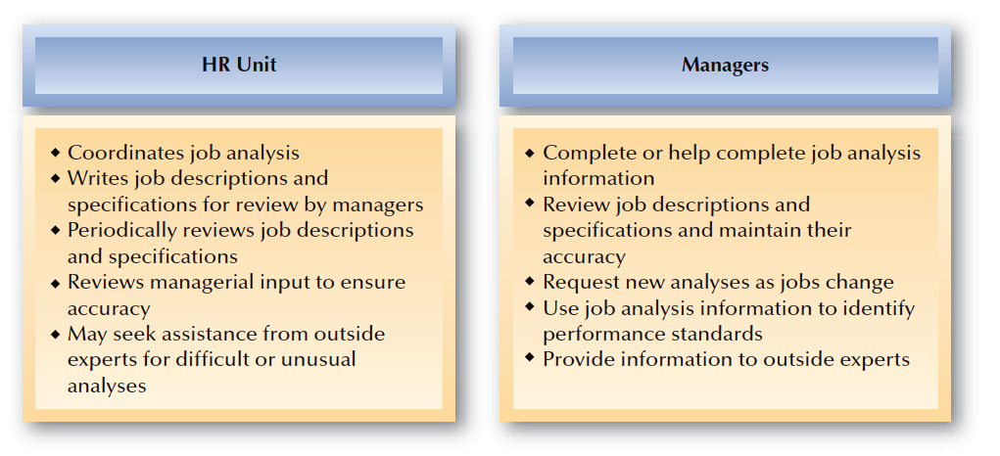 HR Unit
◆ Coordinates job analysis
◆ Writes job descriptions and
specifications for review by managers
◆ Periodically reviews job descriptions
and specifications
◆ Reviews managerial input to ensure
accuracy
◆ May seek assistance from outside
experts for difficult or unusual
analyses
Managers
◆ Complete or help complete job analysis
information
◆ Review job descriptions and
specifications and maintain their
accuracy
◆ Request new analyses as jobs change
◆ Use job analysis information to identify
performance standards
◆ Provide information to outside experts